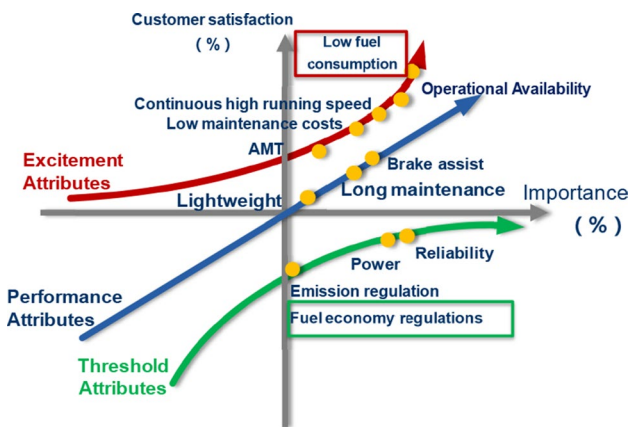 Customer satisfaction
( % )
Low fuel
consumption
Operational Availability
Continuous high running speed
Low maintenance costs
AMT
Excitement
Attributes
Brake assist
Long maintenance
Lightweight
Importance
( % )
Power
Reliability
Performance
Attributes
Emission regulation
Fuel economy regulations
Threshold
Attributes